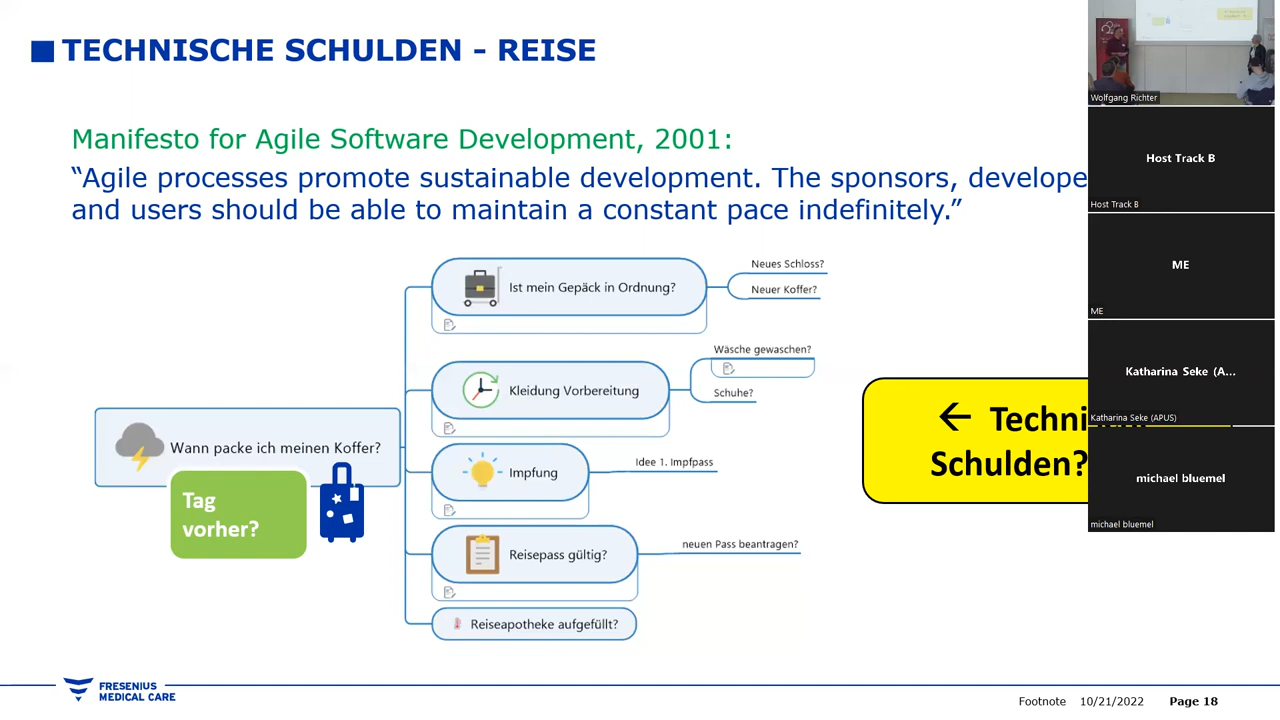 TECHNISCHE SCHULDEN - REISE
Manifesto for Agile Software Development, 2001:
“Agile processes promote sustainable development. The sponsors, develope
and users should be able to maintain a constant pace indefinitely.”
Wann packe ich meinen Koffer?
Tag
vorher?
Ist mein Gepäck in Ordnung?
Neues Schloss?
Neuer Koffer?
Kleidung Vorbereitung
Wäsche gewaschen?
Schuhe?
Impfung
Idee 1. Impfpass
Reisepass gültig?
neuen Pass beantragen?
Reiseapotheke aufgefüllt?
← Techni
Schulden?
Wolfgang Richter
Host Track B
Host Track B
ME
ME
Katharina Seke (A...
Katharina Seke (APUS)
michael bluemel
michael bluemel
FRESENIUS
MEDICAL CARE
Footnote 10/21/2022 Page 18